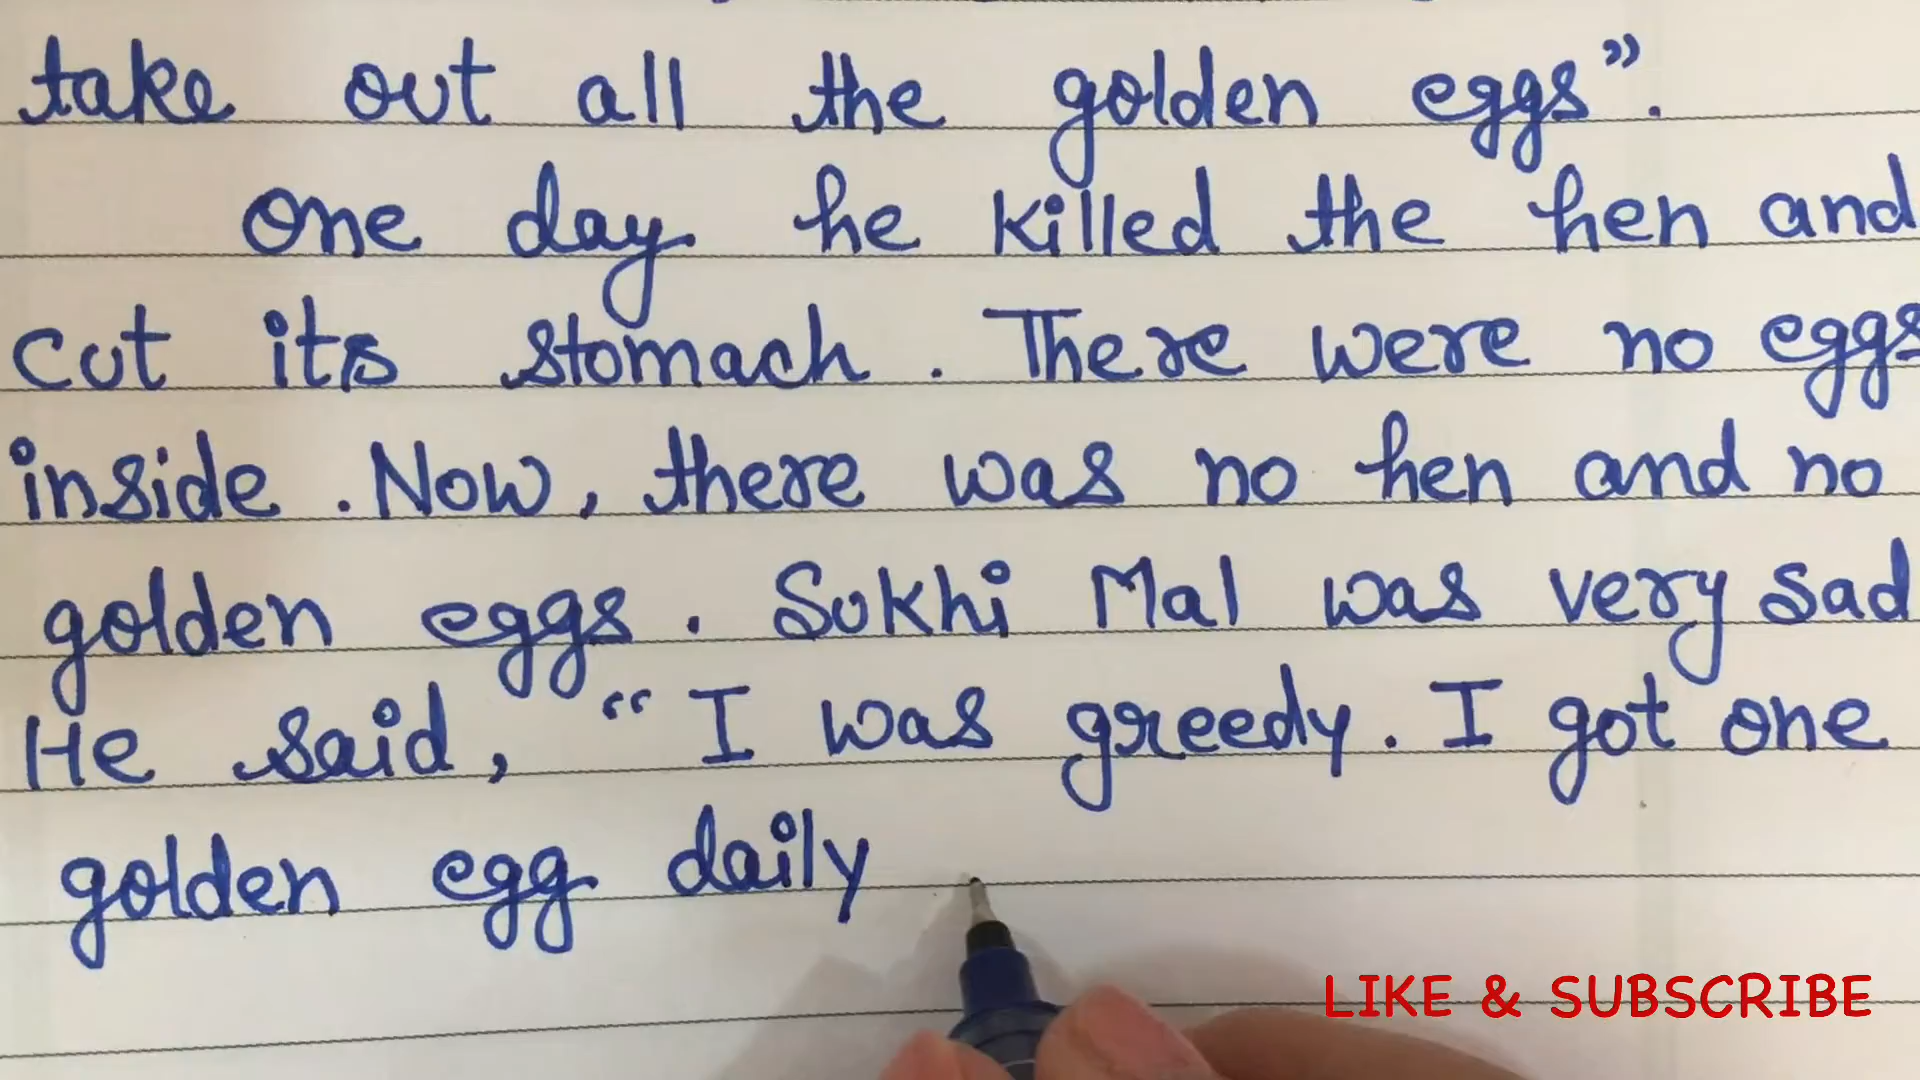 take out all the golden eggs”.
One day he killed the hen and
cut its stomach. There were no eggs
inside. Now, there was no hen and no
golden eggs. Sukhi Mal was very sad
He said, “I was greedy. I got one
golden egg daily
LIKE & SUBSCRIBE